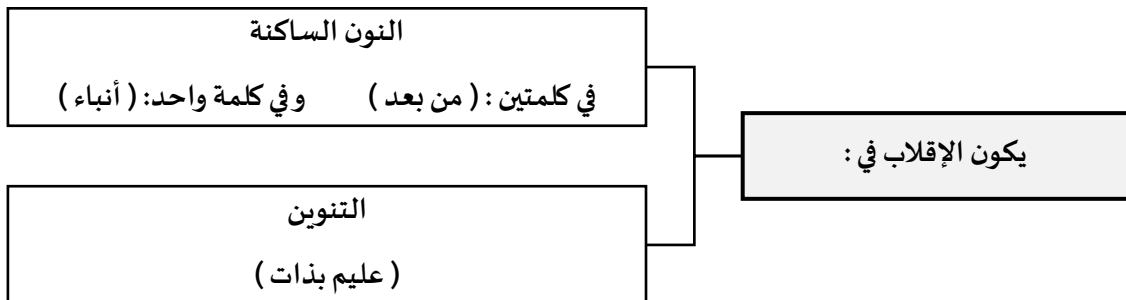 يكون الإقلاب في :
النون الساكنة
في كلمتين : ( من بعد ) وفي كلمة واحد: ( أنباء )
التنوين
( عليم بذات )